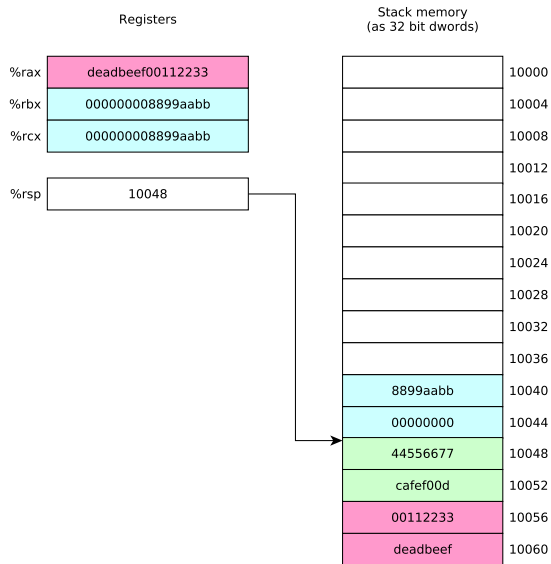 Registers
Stack memory
(as 32 bit dwords)
%rax deadbeef00112233
%rbx 000000008899aabb
%rcx 000000008899aabb
%rsp 10048
10000
10004
10008
10012
10016
10020
10024
10028
10032
10036
8899aabb 10040
00000000 10044
44556677 10048
cafef00d 10052
00112233 10056
deadbeef 10060